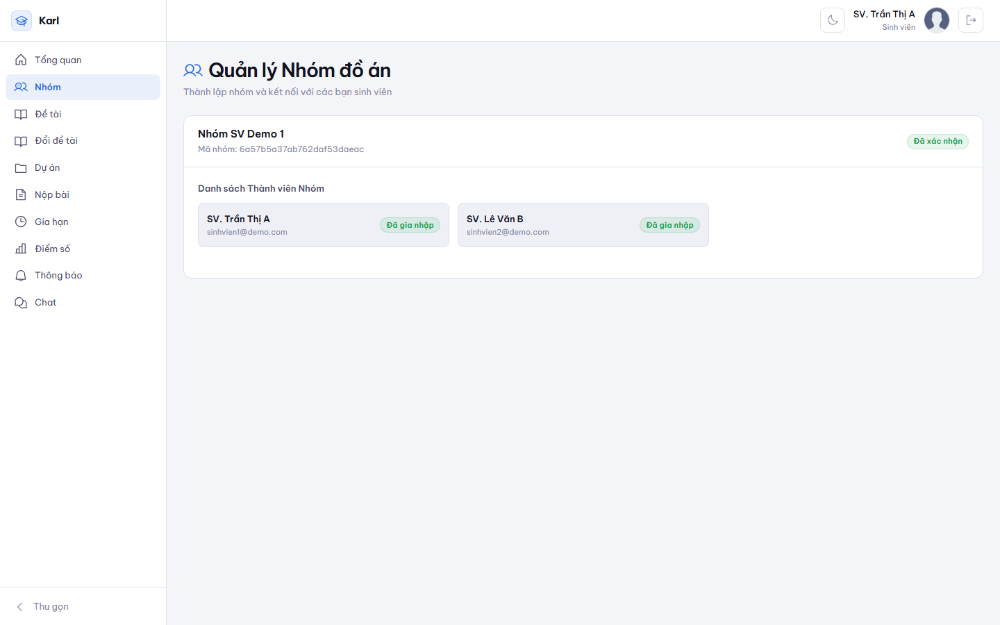 Karl
SV. Trần Thị A
Sinh viên
Tổng quan
Nhóm
Đề tài
Đổi đề tài
Dự án
Nộp bài
Gia hạn
Điểm số
Thông báo
Chat
Thu gọn
Quản lý Nhóm đồ án
Thành lập nhóm và kết nối với các bạn sinh viên
Nhóm SV Demo 1
Mã nhóm: 6a57b5a37ab762daf53daeac
Đã xác nhận
Danh sách Thành viên Nhóm
SV. Trần Thị A
sinhvien1@demo.com
Đã gia nhập
SV. Lê Văn B
sinhvien2@demo.com
Đã gia nhập